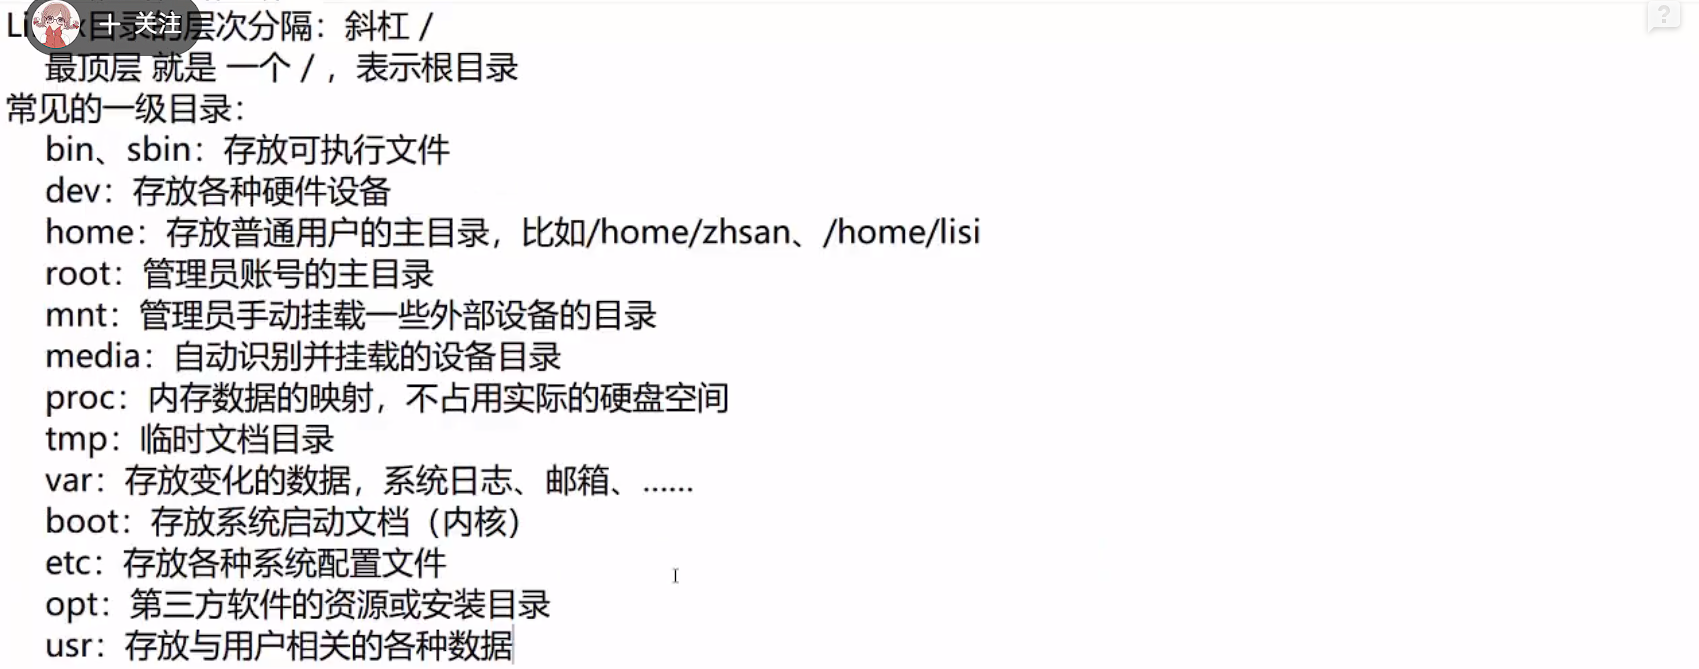 Li x目录的层次分隔：斜杠 /
+ 关注
最顶层 就是 一个 / ，表示根目录
常见的一级目录：
bin、sbin：存放可执行文件
dev：存放各种硬件设备
home：存放普通用户的主目录，比如/home/zhsan、/home/lisi
root：管理员账号的主目录
mnt：管理员手动挂载一些外部设备的目录
media：自动识别并挂载的设备目录
proc：内存数据的映射，不占用实际的硬盘空间
tmp：临时文档目录
var：存放变化的数据，系统日志、邮箱、……
boot：存放系统启动文档（内核）
etc：存放各种系统配置文件
opt：第三方软件的资源或安装目录
usr：存放与用户相关的各种数据